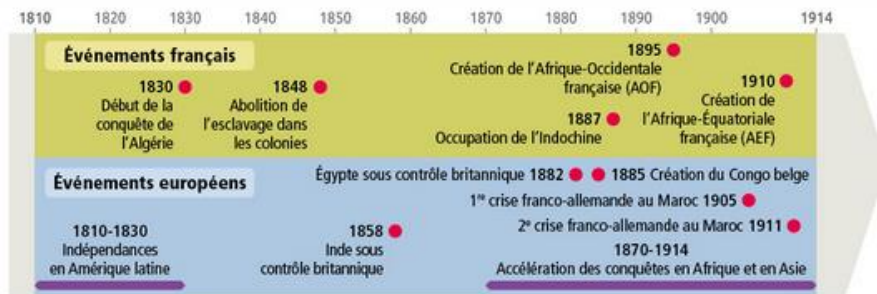 1810 1820 1830 1840 1850 1860 1870 1880 1890 1900 1914
Événements français
1830
Début de la
conquête de
l'Algérie
1848
Abolition de
l'esclavage dans
les colonies
1895
Création de l'Afrique-Occidentale
française (AOF)
1887
Occupation de l'Indochine
1910
Création de
l'Afrique-Équatoriale
française (AEF)
Événements européens
Égypte sous contrôle britannique 1882
1885 Création du Congo belge
1re crise franco-allemande au Maroc 1905
2e crise franco-allemande au Maroc 1911
1810-1830
Indépendances
en Amérique latine
1858
Inde sous
contrôle britannique
1870-1914
Accélération des conquêtes en Afrique et en Asie